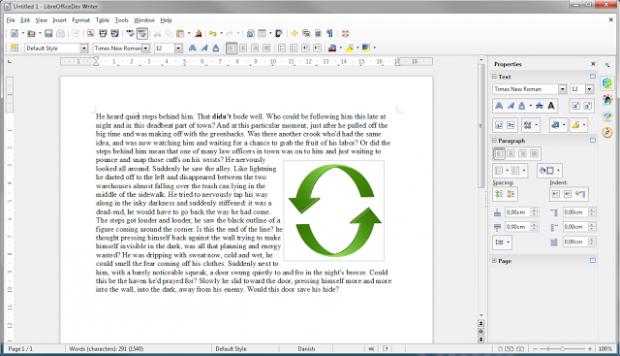 Untitled 1 - LibreOfficeDev Writer
File Edit View Insert Format Table Tools Window Help
Default Style Times New Roman 12
He heard quiet steps behind him. That didn't bode well. Who could be following him this late at
night and in this deadbeat part of town? And at this particular moment, just after he pulled off the
big time and was making off with the greenbacks. Was there another crook who'd had the same
idea, and was now watching him and waiting for a chance to grab the fruit of his labor? Or did the
steps behind him mean that one of many law officers in town was on to him and just waiting to
pounce and snap those cuffs on his wrists? He nervously
looked all around. Suddenly he saw the alley. Like lightning
he darted off to the left and disappeared between the two
warehouses almost falling over the trash can lying in the
middle of the sidewalk. He tried to nervously tap his way
along in the inky darkness and suddenly stiffened: it was a
dead-end, he would have to go back the way he had come.
The steps got louder and louder, he saw the black outline of a
figure coming around the corner. Is this the end of the line? he
thought pressing himself back against the wall trying to make
himself invisible in the dark, was all that planning and energy
wasted? He was dripping with sweat now, cold and wet, he
could smell the fear coming off his clothes. Suddenly next to
him, with a barely noticeable squeak, a door swung quietly to and fro in the night's breeze. Could
this be the haven he'd prayed for? Slowly he slid toward the door, pressing himself more and more
into the wall, into the dark, away from his enemy. Would this door save his hide?
Properties
Text
Times New Roman 12
Paragraph
Spacing: Indent:
0,00cm 0,00cm
0,00cm 0,00cm
0,00cm
Page
Page 1 / 1 Words (characters): 291 (1540) Default Style Danish 100%